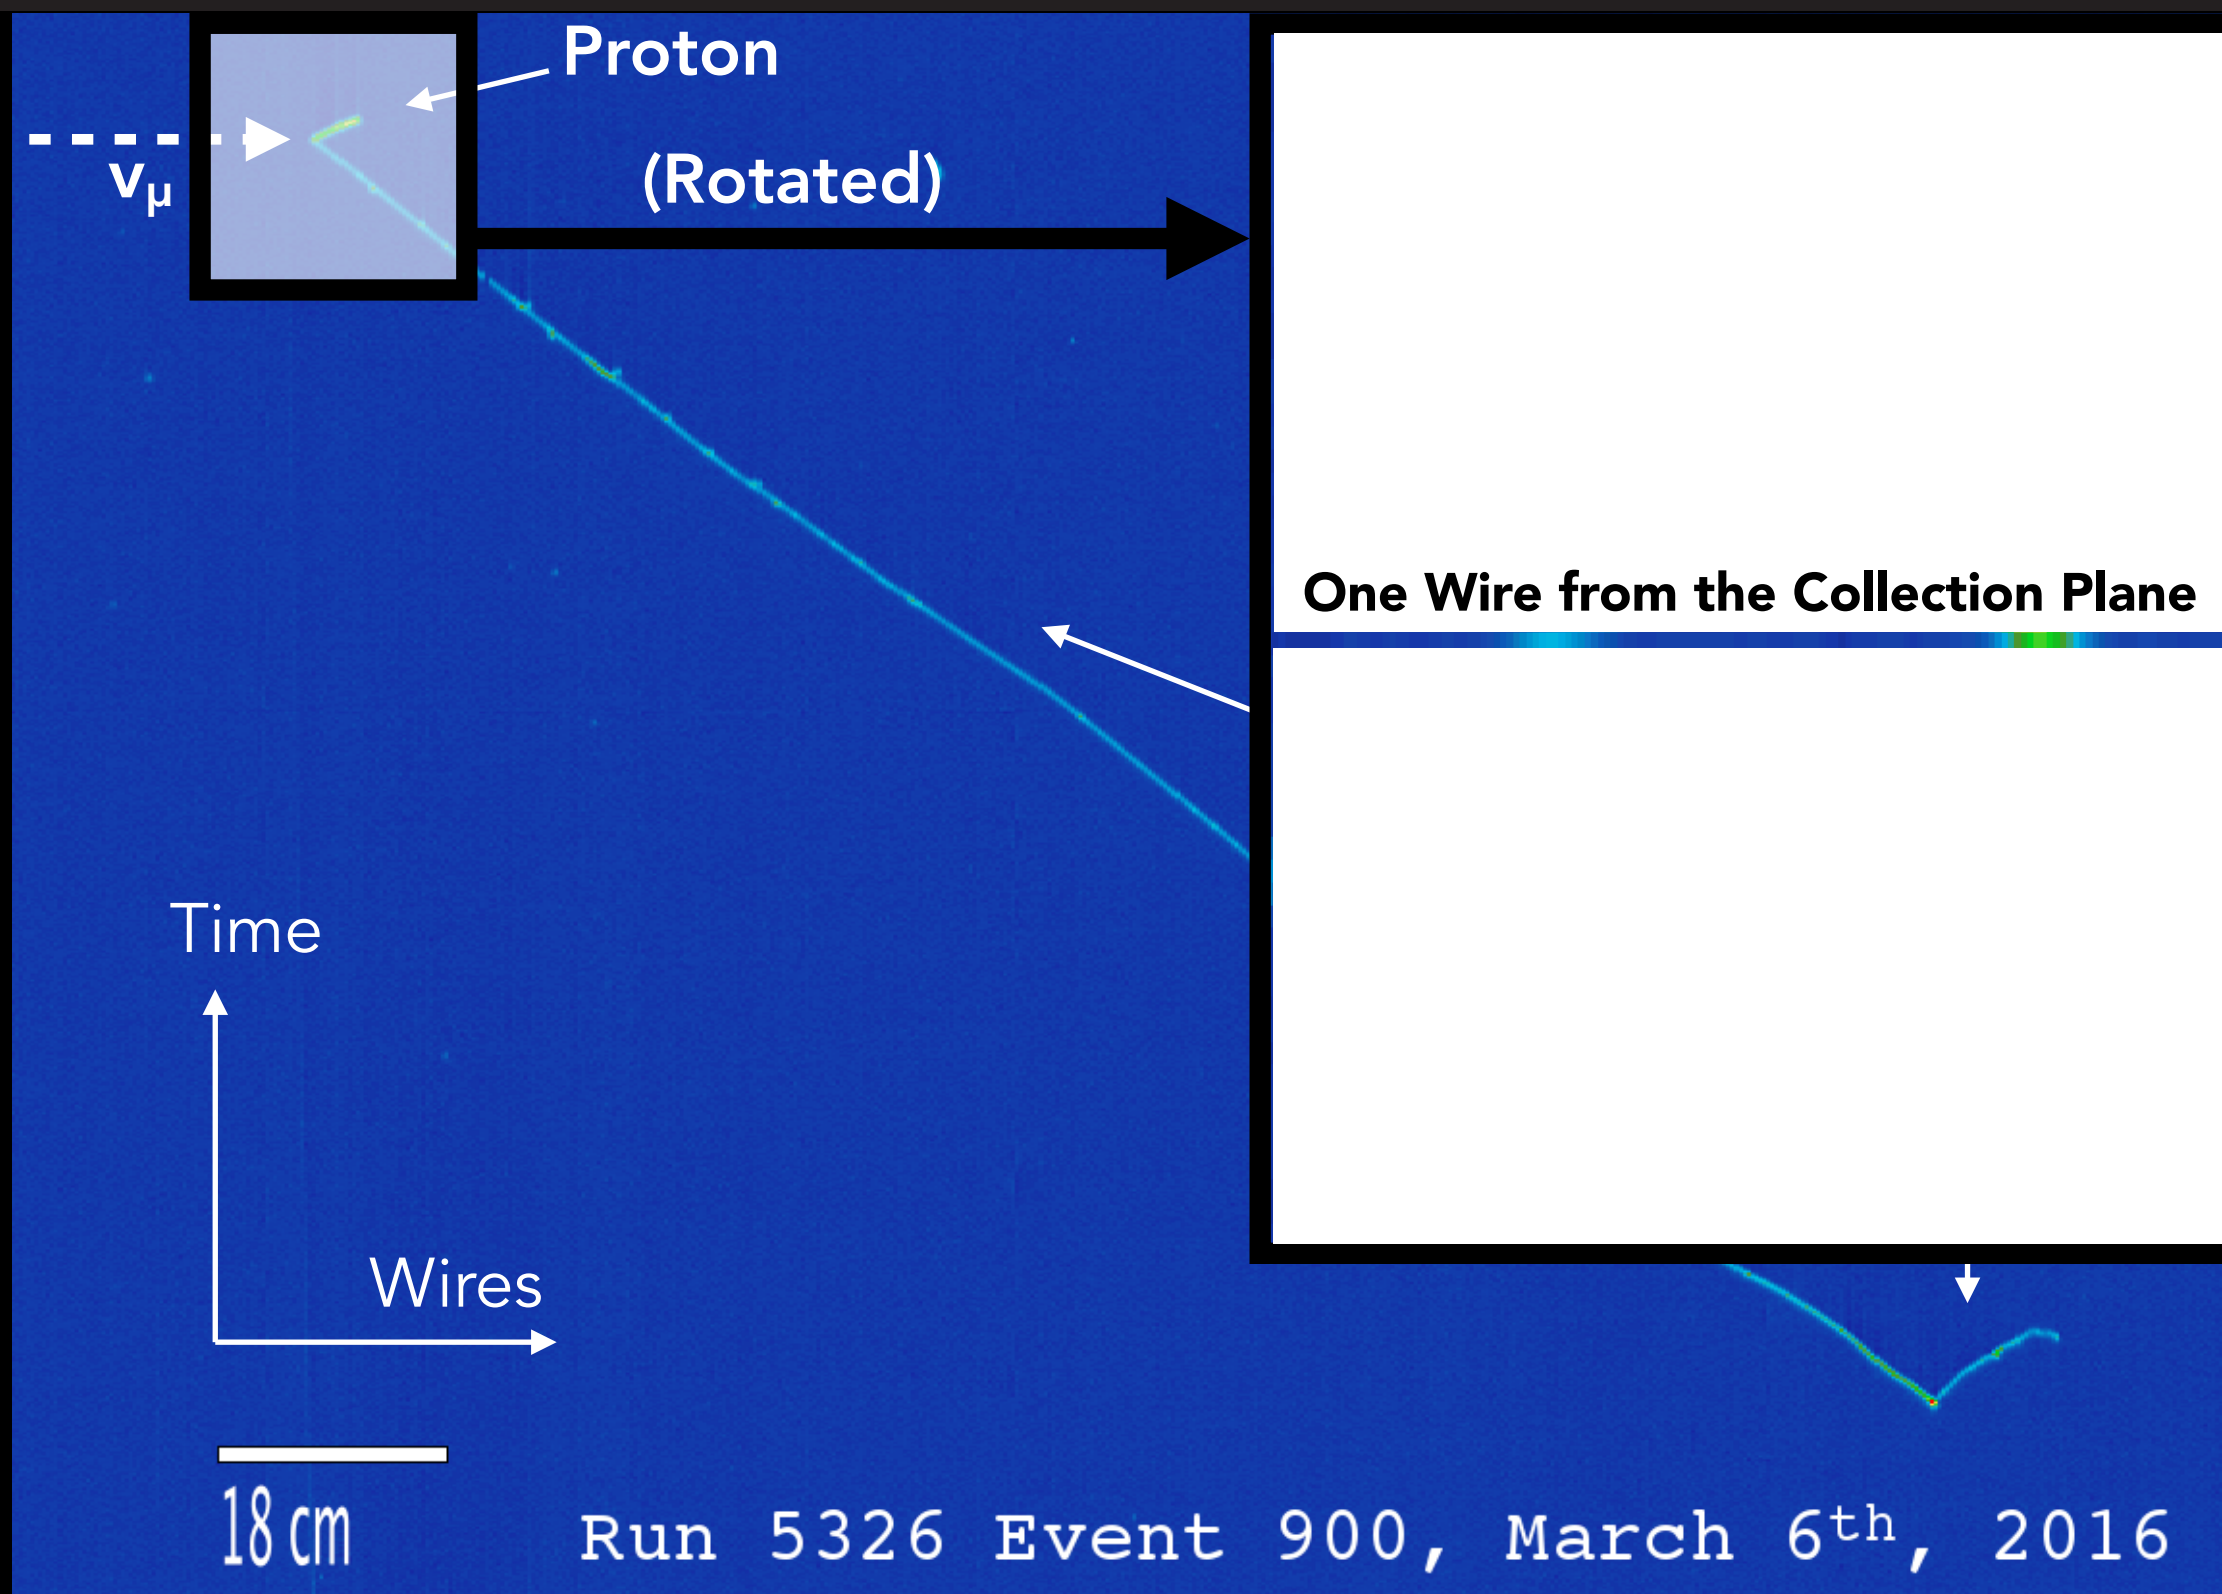 Proton
(Rotated)
νμ
One Wire from the Collection Plane
Time
Wires
18 cm
Run 5326 Event 900, March 6th, 2016